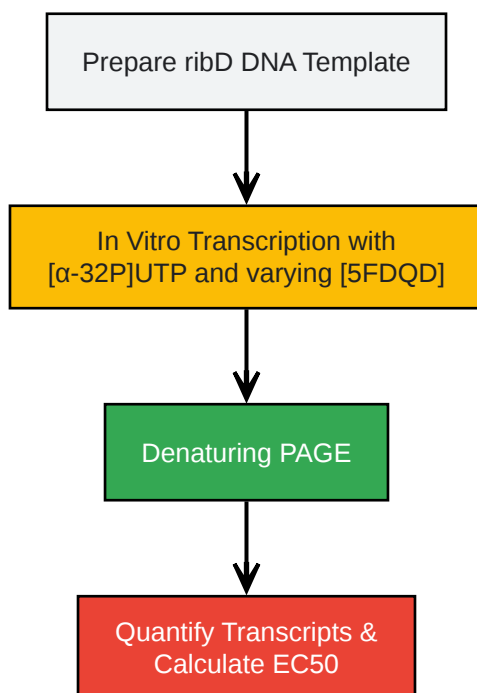 Prepare ribD DNA Template
In Vitro Transcription with
[α-32P]UTP and varying [5FDQD]
Denaturing PAGE
Quantify Transcripts &
Calculate EC50